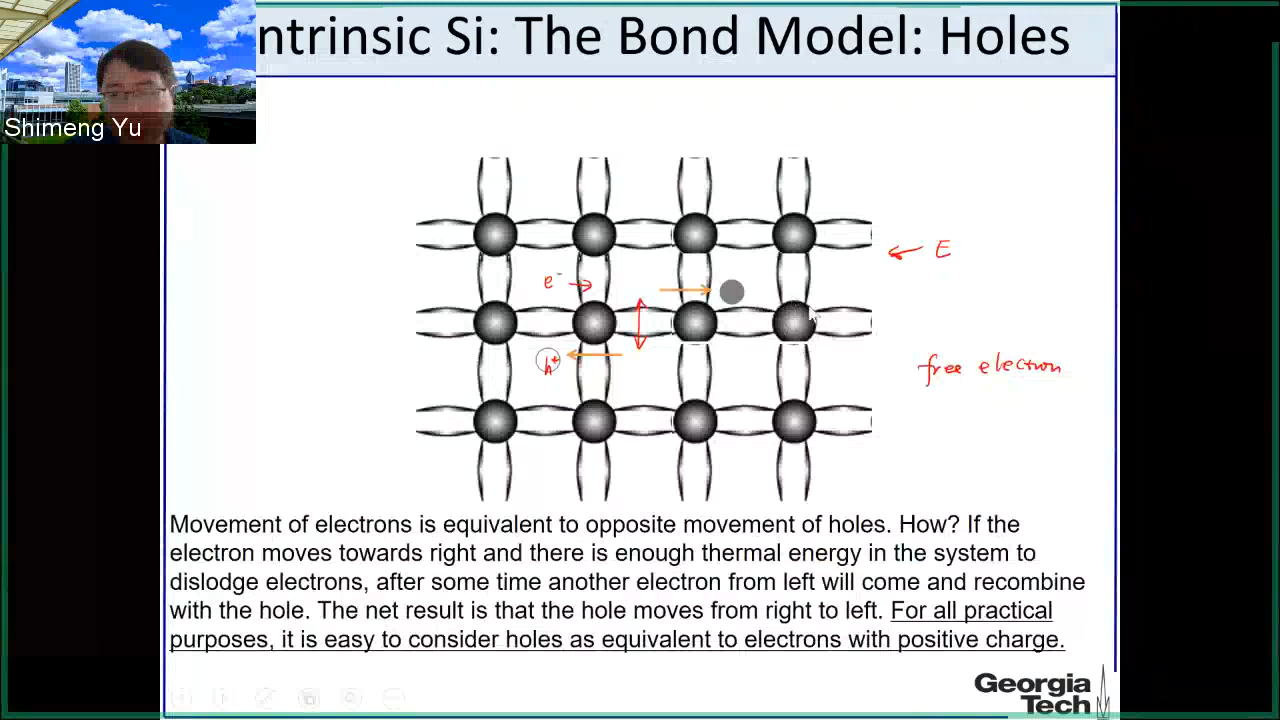 ntrinsic Si: The Bond Model: Holes
Shimeng Yu
E
e⁻
h⁺
free electron
Movement of electrons is equivalent to opposite movement of holes. How? If the
electron moves towards right and there is enough thermal energy in the system to
dislodge electrons, after some time another electron from left will come and recombine
with the hole. The net result is that the hole moves from right to left. For all practical
purposes, it is easy to consider holes as equivalent to electrons with positive charge.
Georgia
Tech